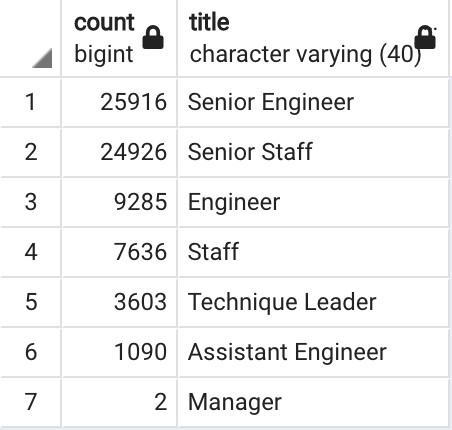 count title
bigint character varying (40)
1 25916 Senior Engineer
2 24926 Senior Staff
3 9285 Engineer
4 7636 Staff
5 3603 Technique Leader
6 1090 Assistant Engineer
7 2 Manager